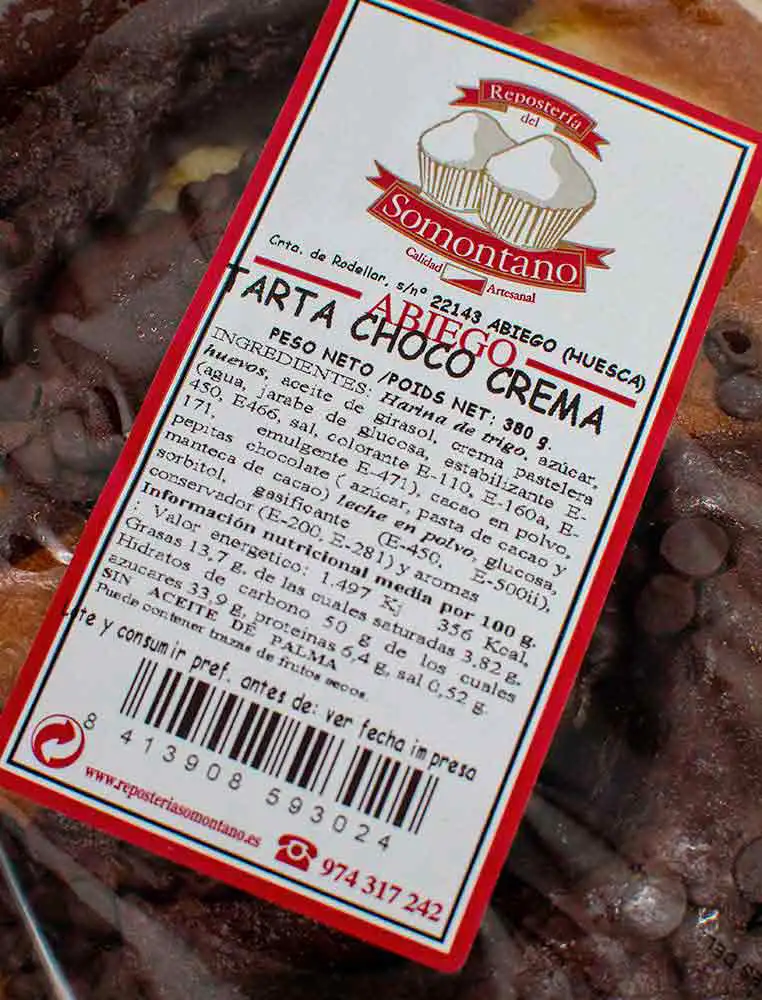 Repostería
del
Somontano
Calidad Artesanal
Crta. de Rodellar, s/nº 22143 ABIEGO (HUESCA)
ABIEGO
TARTA CHOCO CREMA
PESO NETO /POIDS NET: 380 g.
INGREDIENTES: Harina de trigo, azúcar,
huevos, aceite de girasol, crema pastelera
(agua, jarabe de glucosa, estabilizante E-
450, E466, sal, colorante E-110, E-160a, E-
171, emulgente E-471), cacao en polvo,
pepitas chocolate ( azúcar, pasta de cacao y
manteca de cacao) leche en polvo, glucosa,
sorbitol, gasificante (E-450, E-500ii),
conservador (E-200, E-281) y aromas
Información nutricional media por 100 g.
: Valor energetico: 1.497 Kj 356 Kcal,
Grasas 13,7 g. de las cuales saturadas 3,82 g.
Hidratos de carbono 50 g de los cuales
azucares 33,9 g, proteinas 6,4 g, sal 0,52 g.
SIN ACEITE DE PALMA
Puede contener trazas de frutos secos.
Lote y consumir pref. antes de: ver fecha impresa
8 413908 593024
www.reposteriasomontano.es
974 317 242